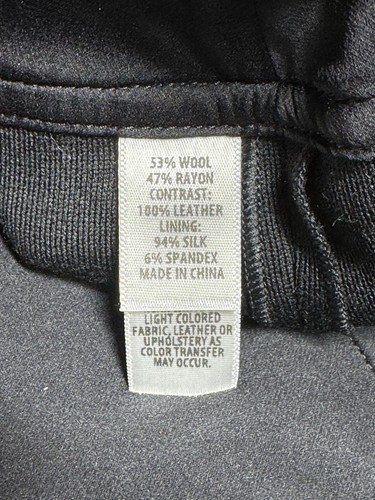 53% WOOL
47% RAYON
CONTRAST:
100% LEATHER
LINING:
94% SILK
6% SPANDEX
MADE IN CHINA
LIGHT COLORED
FABRIC, LEATHER OR
UPHOLSTERY AS
COLOR TRANSFER
MAY OCCUR.